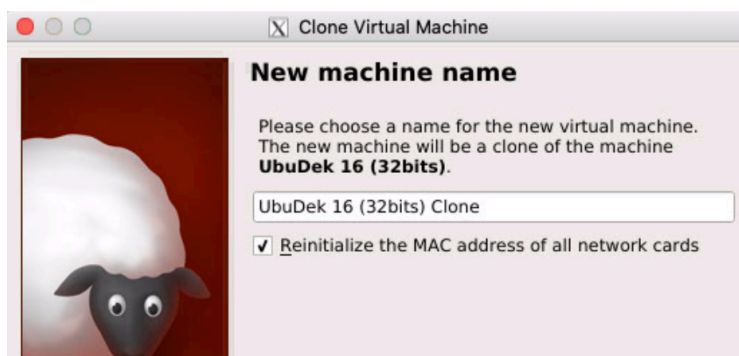 Clone Virtual Machine
New machine name
Please choose a name for the new virtual machine.
The new machine will be a clone of the machine
UbuDek 16 (32bits).
UbuDek 16 (32bits) Clone
Reinitialize the MAC address of all network cards